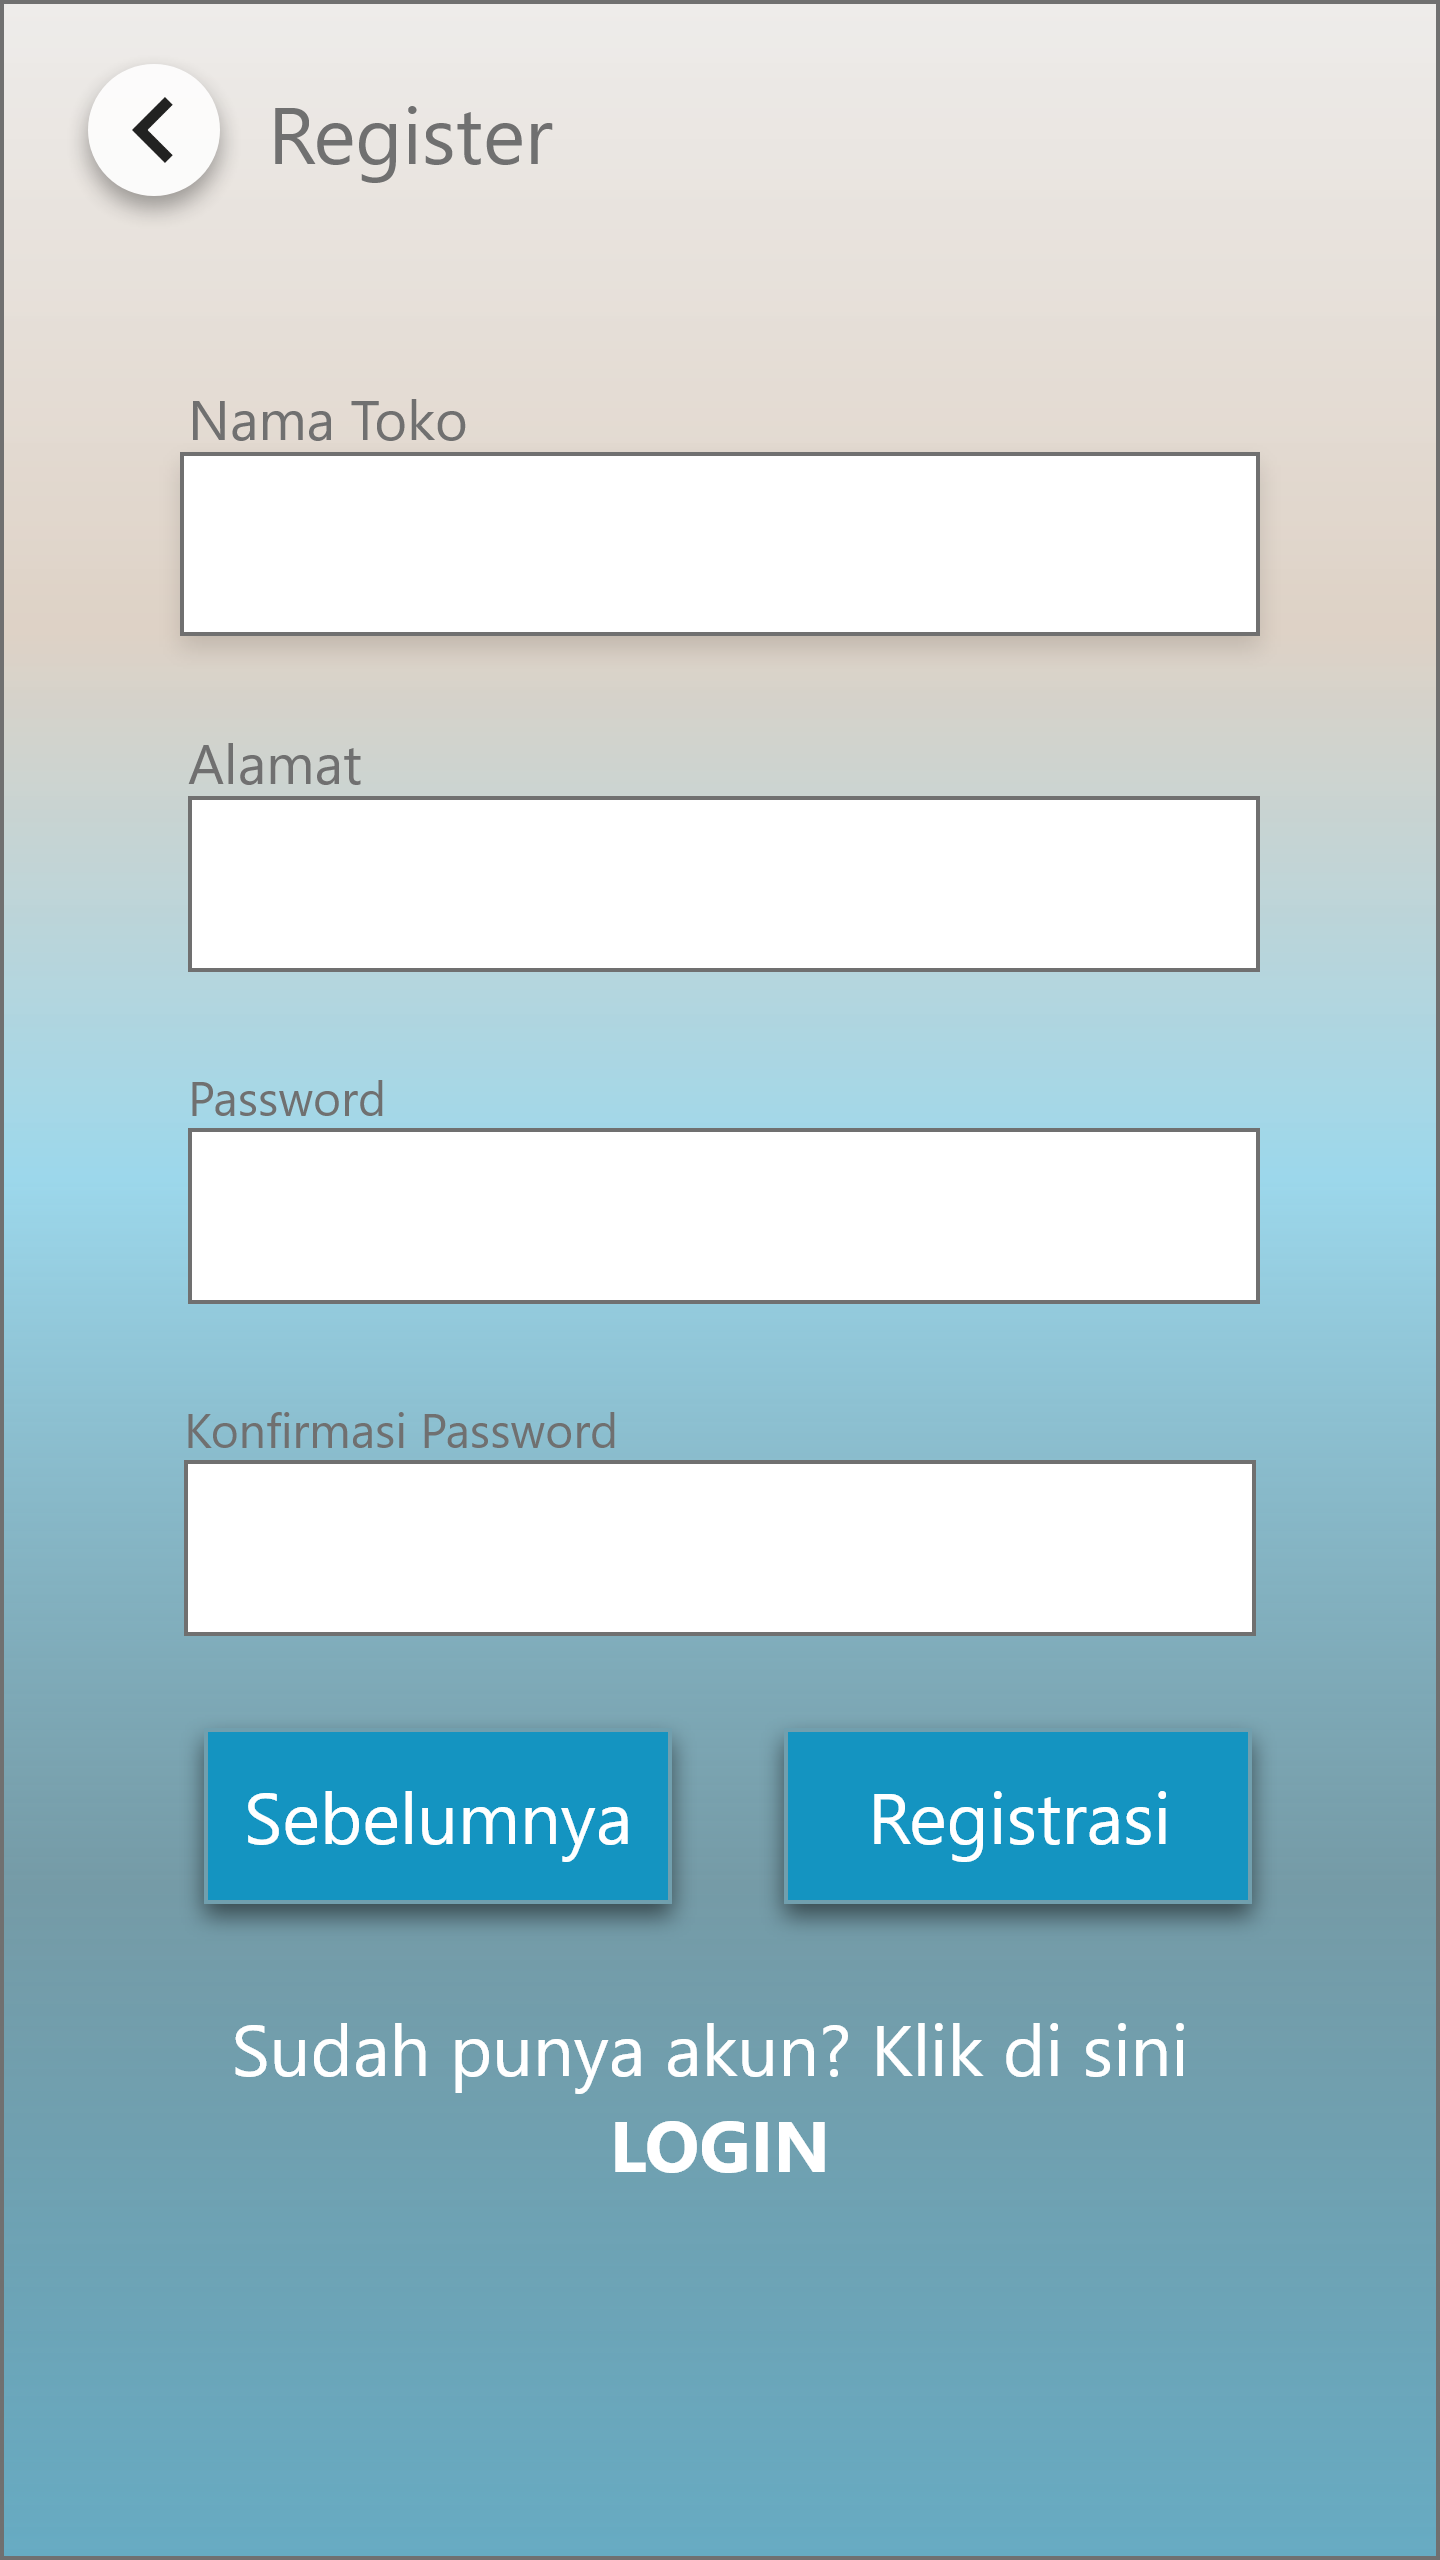 Register
Nama Toko
Alamat
Password
Konfirmasi Password
Sebelumnya
Registrasi
Sudah punya akun? Klik di sini
LOGIN